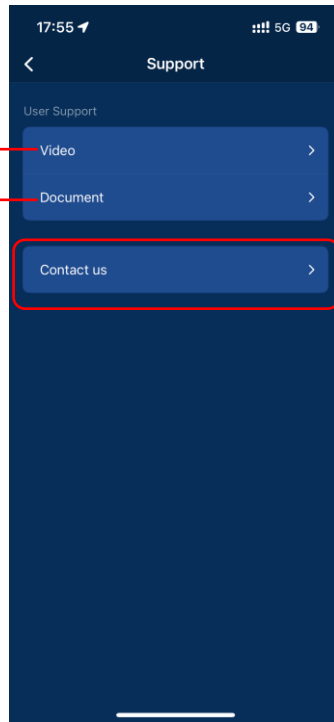 17:55 5G 94
Support
User Support
Video
Document
Contact us